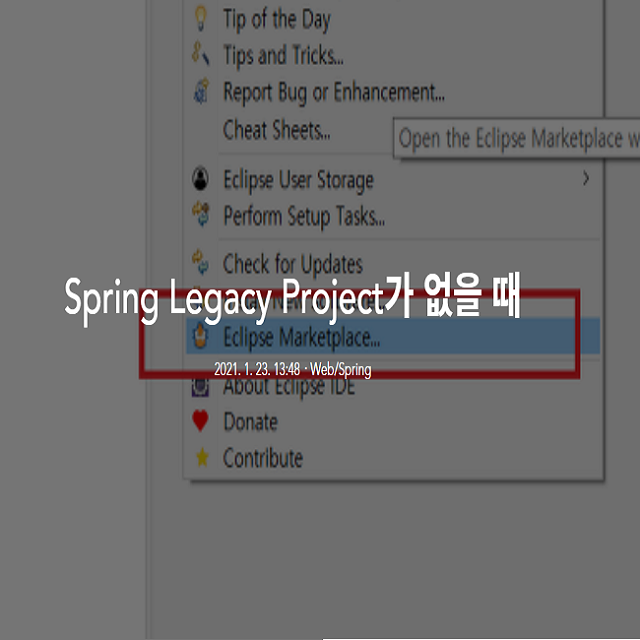 Tip of the Day
Tips and Tricks...
Report Bug or Enhancement...
Cheat Sheets...
Open the Eclipse Marketplace w
Eclipse User Storage
Perform Setup Tasks...
Check for Updates
Spring Legacy Project가 없을 때
Eclipse Marketplace...
2021. 1. 23. 13:48 · Web/Spring
About Eclipse IDE
Donate
Contribute